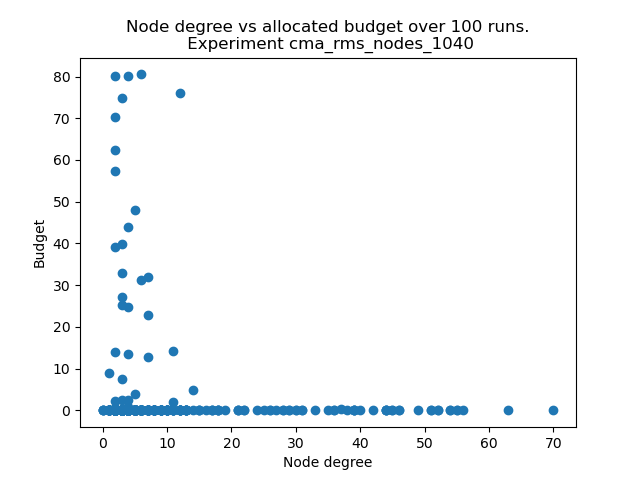 Node degree vs allocated budget over 100 runs.
Experiment cma_rms_nodes_1040
80
70
60
50
40
30
20
10
0
Budget
0 10 20 30 40 50 60 70
Node degree